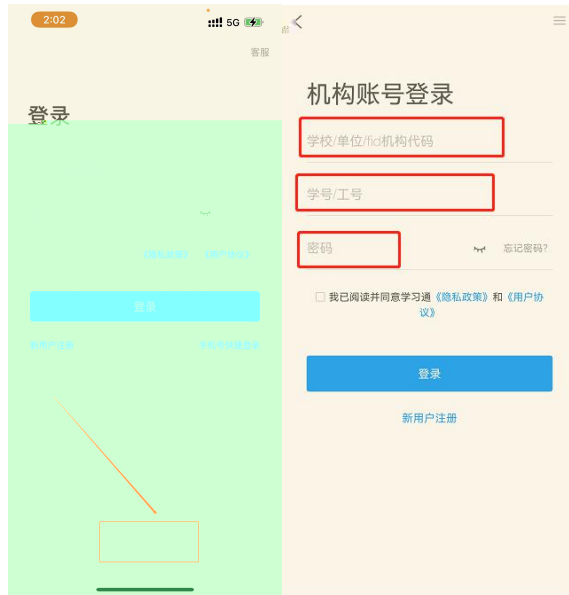 2:02
5G
客服
登录
《隐私政策》 《用户协议》
登录
新用户注册
机构账号登录
学校/单位/fid机构代码
学号/工号
密码
忘记密码?
我已阅读并同意学习通《隐私政策》和《用户协
议》
登录
新用户注册